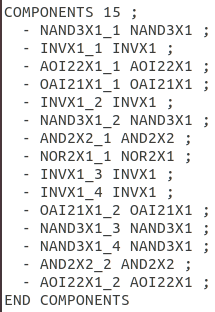 COMPONENTS 15 ;
- NAND3X1_1 NAND3X1 ;
- INVX1_1 INVX1 ;
- AOI22X1_1 AOI22X1 ;
- OAI21X1_1 OAI21X1 ;
- INVX1_2 INVX1 ;
- NAND3X1_2 NAND3X1 ;
- AND2X2_1 AND2X2 ;
- NOR2X1_1 NOR2X1 ;
- INVX1_3 INVX1 ;
- INVX1_4 INVX1 ;
- OAI21X1_2 OAI21X1 ;
- NAND3X1_3 NAND3X1 ;
- NAND3X1_4 NAND3X1 ;
- AND2X2_2 AND2X2 ;
- AOI22X1_2 AOI22X1 ;
END COMPONENTS